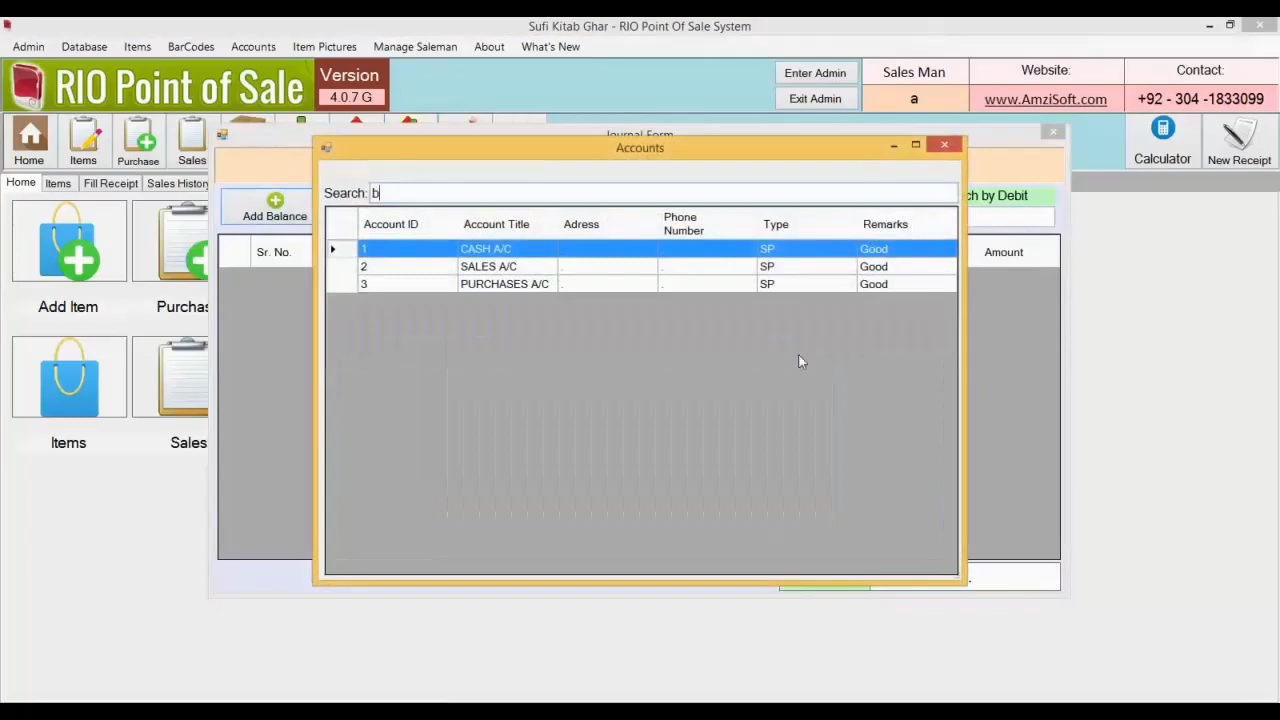 Sufi Kitab Ghar - RIO Point Of Sale System
Admin Database Items BarCodes Accounts Item Pictures Manage Saleman About What's New
RIO Point of Sale
Version
4.0.7 G
Enter Admin
Exit Admin
Sales Man
a
Website:
www.AmziSoft.com
Contact:
+92 - 304 -1833099
Home Items Purchase Sales
Calculator New Receipt
Journal Form
Accounts
Home Items Fill Receipt Sales History
Search: b
Add Balance
ch by Debit
Account ID Account Title Adress Phone Number Type Remarks
1 CASH A/C SP Good
2 SALES A/C . . SP Good
3 PURCHASES A/C . . SP Good
Sr. No.
Amount
Add Item
Purchas
Items
Sales